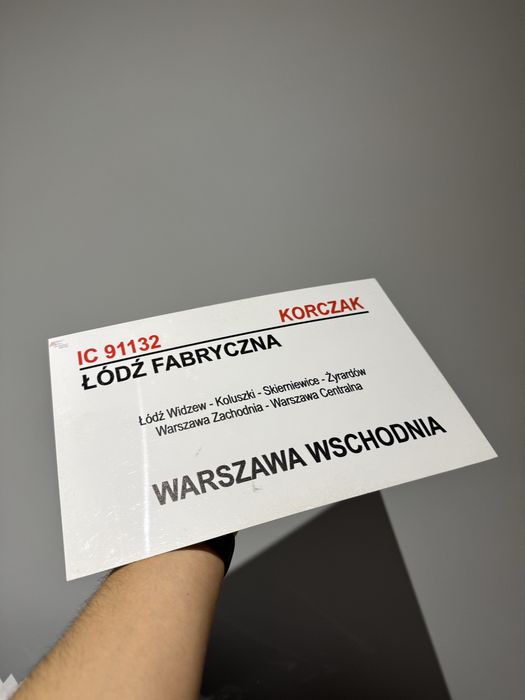 IC 91132
KORCZAK
ŁÓDŹ FABRYCZNA
Łódź Widzew - Koluszki - Skierniewice - Żyrardów
Warszawa Zachodnia - Warszawa Centralna
WARSZAWA WSCHODNIA